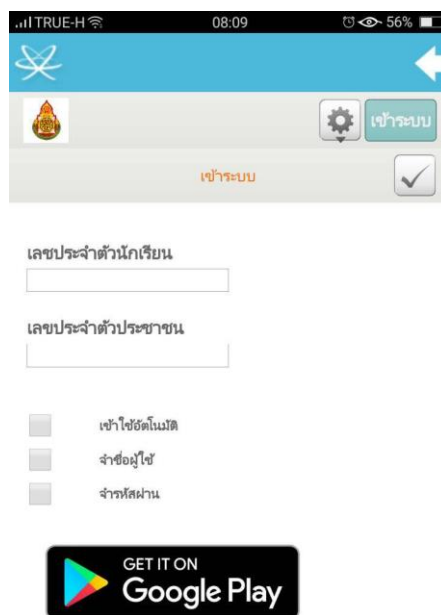 TRUE-H 08:09 56%
เข้าระบบ
เข้าระบบ
เลขประจำตัวนักเรียน
เลขประจำตัวประชาชน
เข้าใช้อัตโนมัติ
จำชื่อผู้ใช้
จำรหัสผ่าน
GET IT ON
Google Play